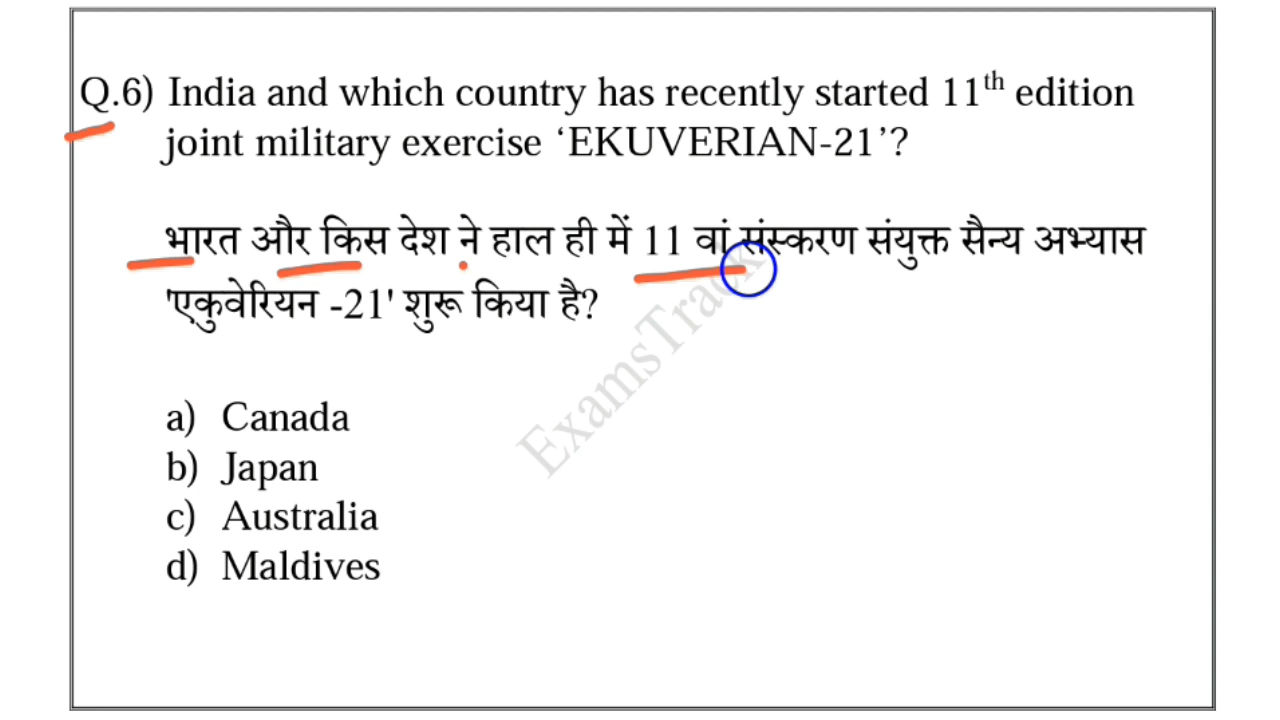 Q.6) India and which country has recently started 11th edition
joint military exercise ‘EKUVERIAN-21’?
भारत और किस देश ने हाल ही में 11 वां संस्करण संयुक्त सैन्य अभ्यास
'एकुवेरियन -21' शुरू किया है?
a) Canada
b) Japan
c) Australia
d) Maldives
ExamsTrack